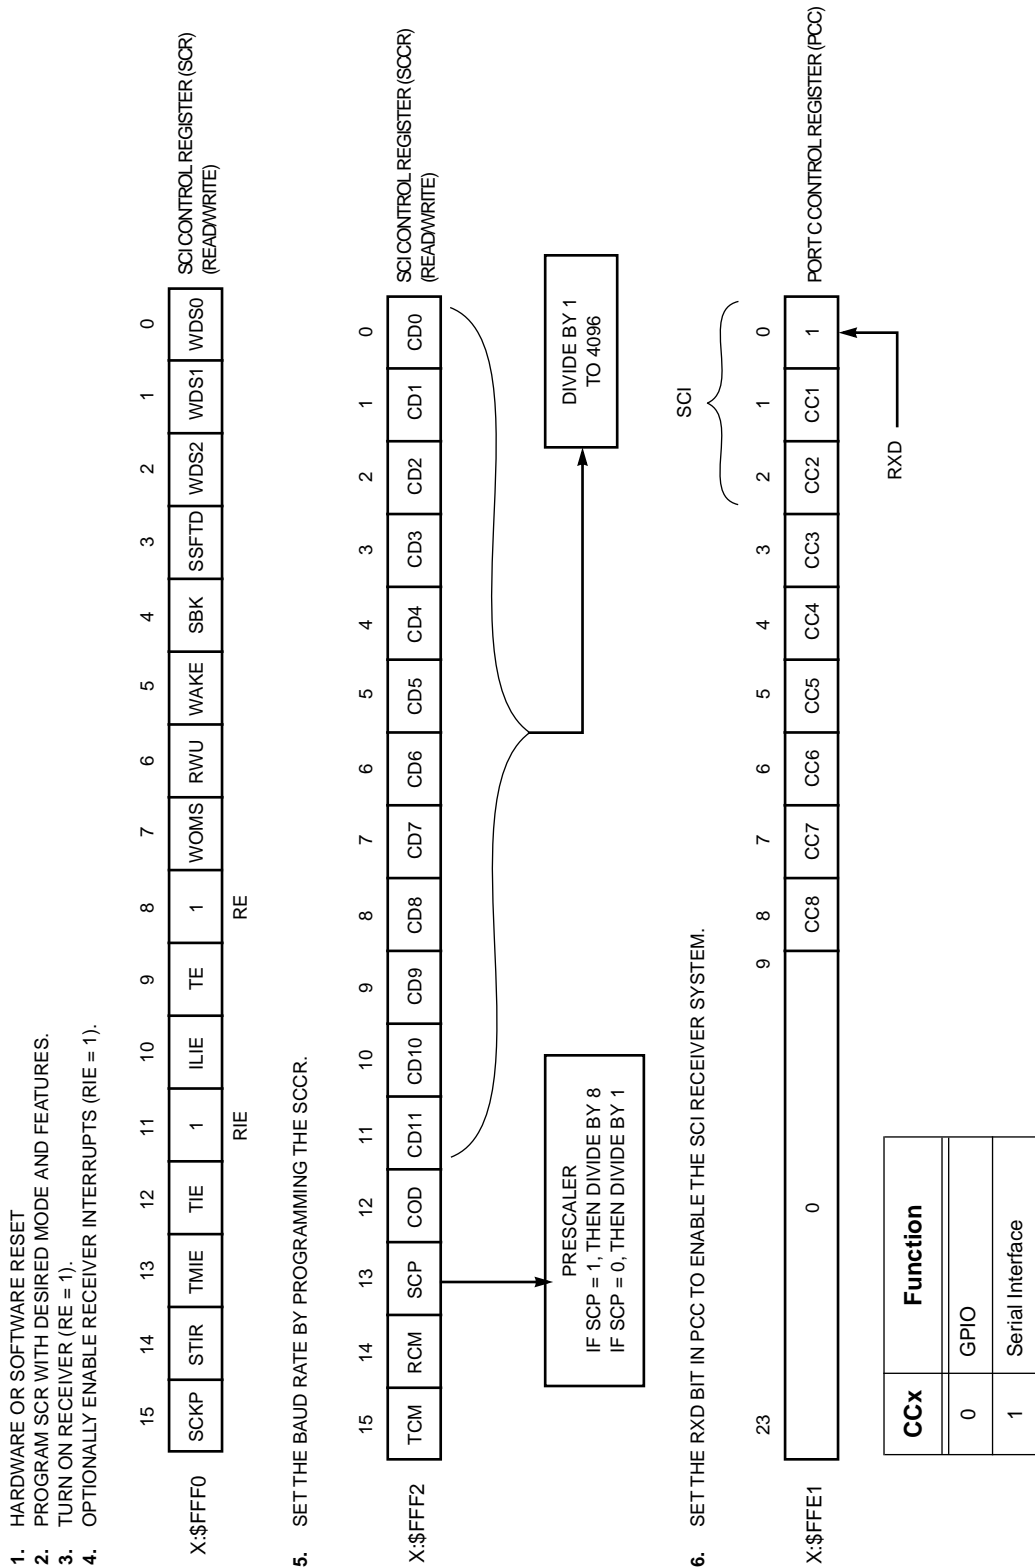 1. HARDWARE OR SOFTWARE RESET
2. PROGRAM SCR WITH DESIRED MODE AND FEATURES.
3. TURN ON RECEIVER (RE = 1).
4. OPTIONALLY ENABLE RECEIVER INTERRUPTS (RIE = 1).
15 14 13 12 11 10 9 8 7 6 5 4 3 2 1 0
X:$FFF0 SCKP STIR TMIE TIE 1 ILIE TE 1 WOMS RWU WAKE SBK SSFTD WDS2 WDS1 WDS0
SCI CONTROL REGISTER (SCR)
(READ/WRITE)
RIE RE
5. SET THE BAUD RATE BY PROGRAMMING THE SCCR.
15 14 13 12 11 10 9 8 7 6 5 4 3 2 1 0
X:$FFF2 TCM RCM SCP COD CD11 CD10 CD9 CD8 CD7 CD6 CD5 CD4 CD3 CD2 CD1 CD0
SCI CONTROL REGISTER (SCCR)
(READ/WRITE)
PRESCALER
IF SCP = 1, THEN DIVIDE BY 8
IF SCP = 0, THEN DIVIDE BY 1
DIVIDE BY 1
TO 4096
6. SET THE RXD BIT IN PCC TO ENABLE THE SCI RECEIVER SYSTEM.
SCI
23 9 8 7 6 5 4 3 2 1 0
X:$FFE1 0 CC8 CC7 CC6 CC5 CC4 CC3 CC2 CC1 1
PORT C CONTROL REGISTER (PCC)
RXD
CCx Function
0 GPIO
1 Serial Interface